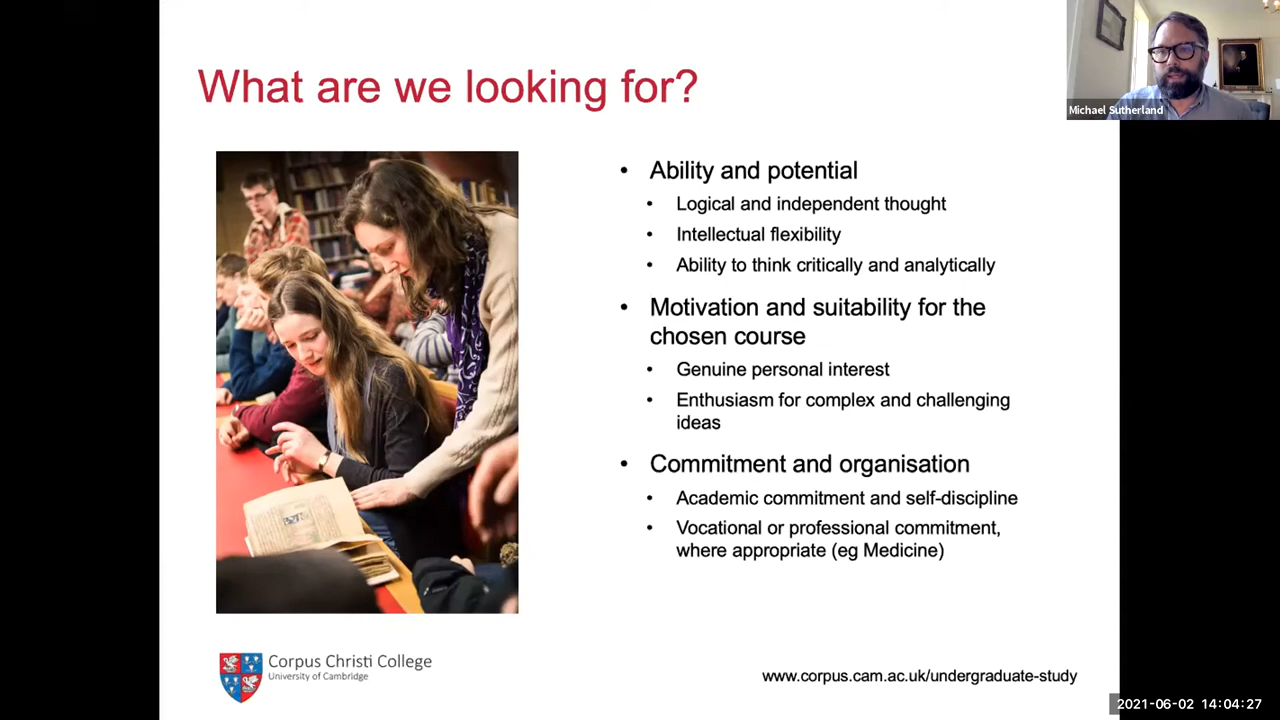 What are we looking for?
Michael Sutherland
• Ability and potential
• Logical and independent thought
• Intellectual flexibility
• Ability to think critically and analytically
• Motivation and suitability for the
chosen course
• Genuine personal interest
• Enthusiasm for complex and challenging
ideas
• Commitment and organisation
• Academic commitment and self-discipline
• Vocational or professional commitment,
where appropriate (eg Medicine)
Corpus Christi College
University of Cambridge
www.corpus.cam.ac.uk/undergraduate-study
2021-06-02 14:04:27